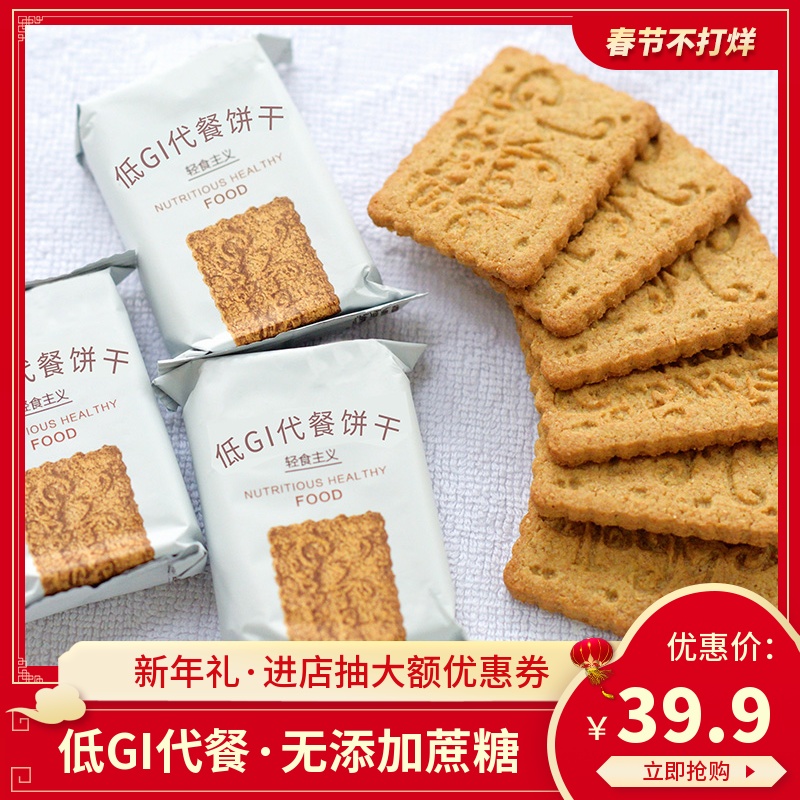 春节不打烊
低GI代餐饼干
轻食主义
NUTRITIOUS HEALTHY
FOOD
代餐饼干
轻食主义
IOUS HEALTHY
FOOD
低GI代餐饼干
轻食主义
NUTRITIOUS HEALTHY
FOOD
新年礼·进店抽大额优惠券
低GI代餐·无添加蔗糖
优惠价:
¥39.9
立即抢购